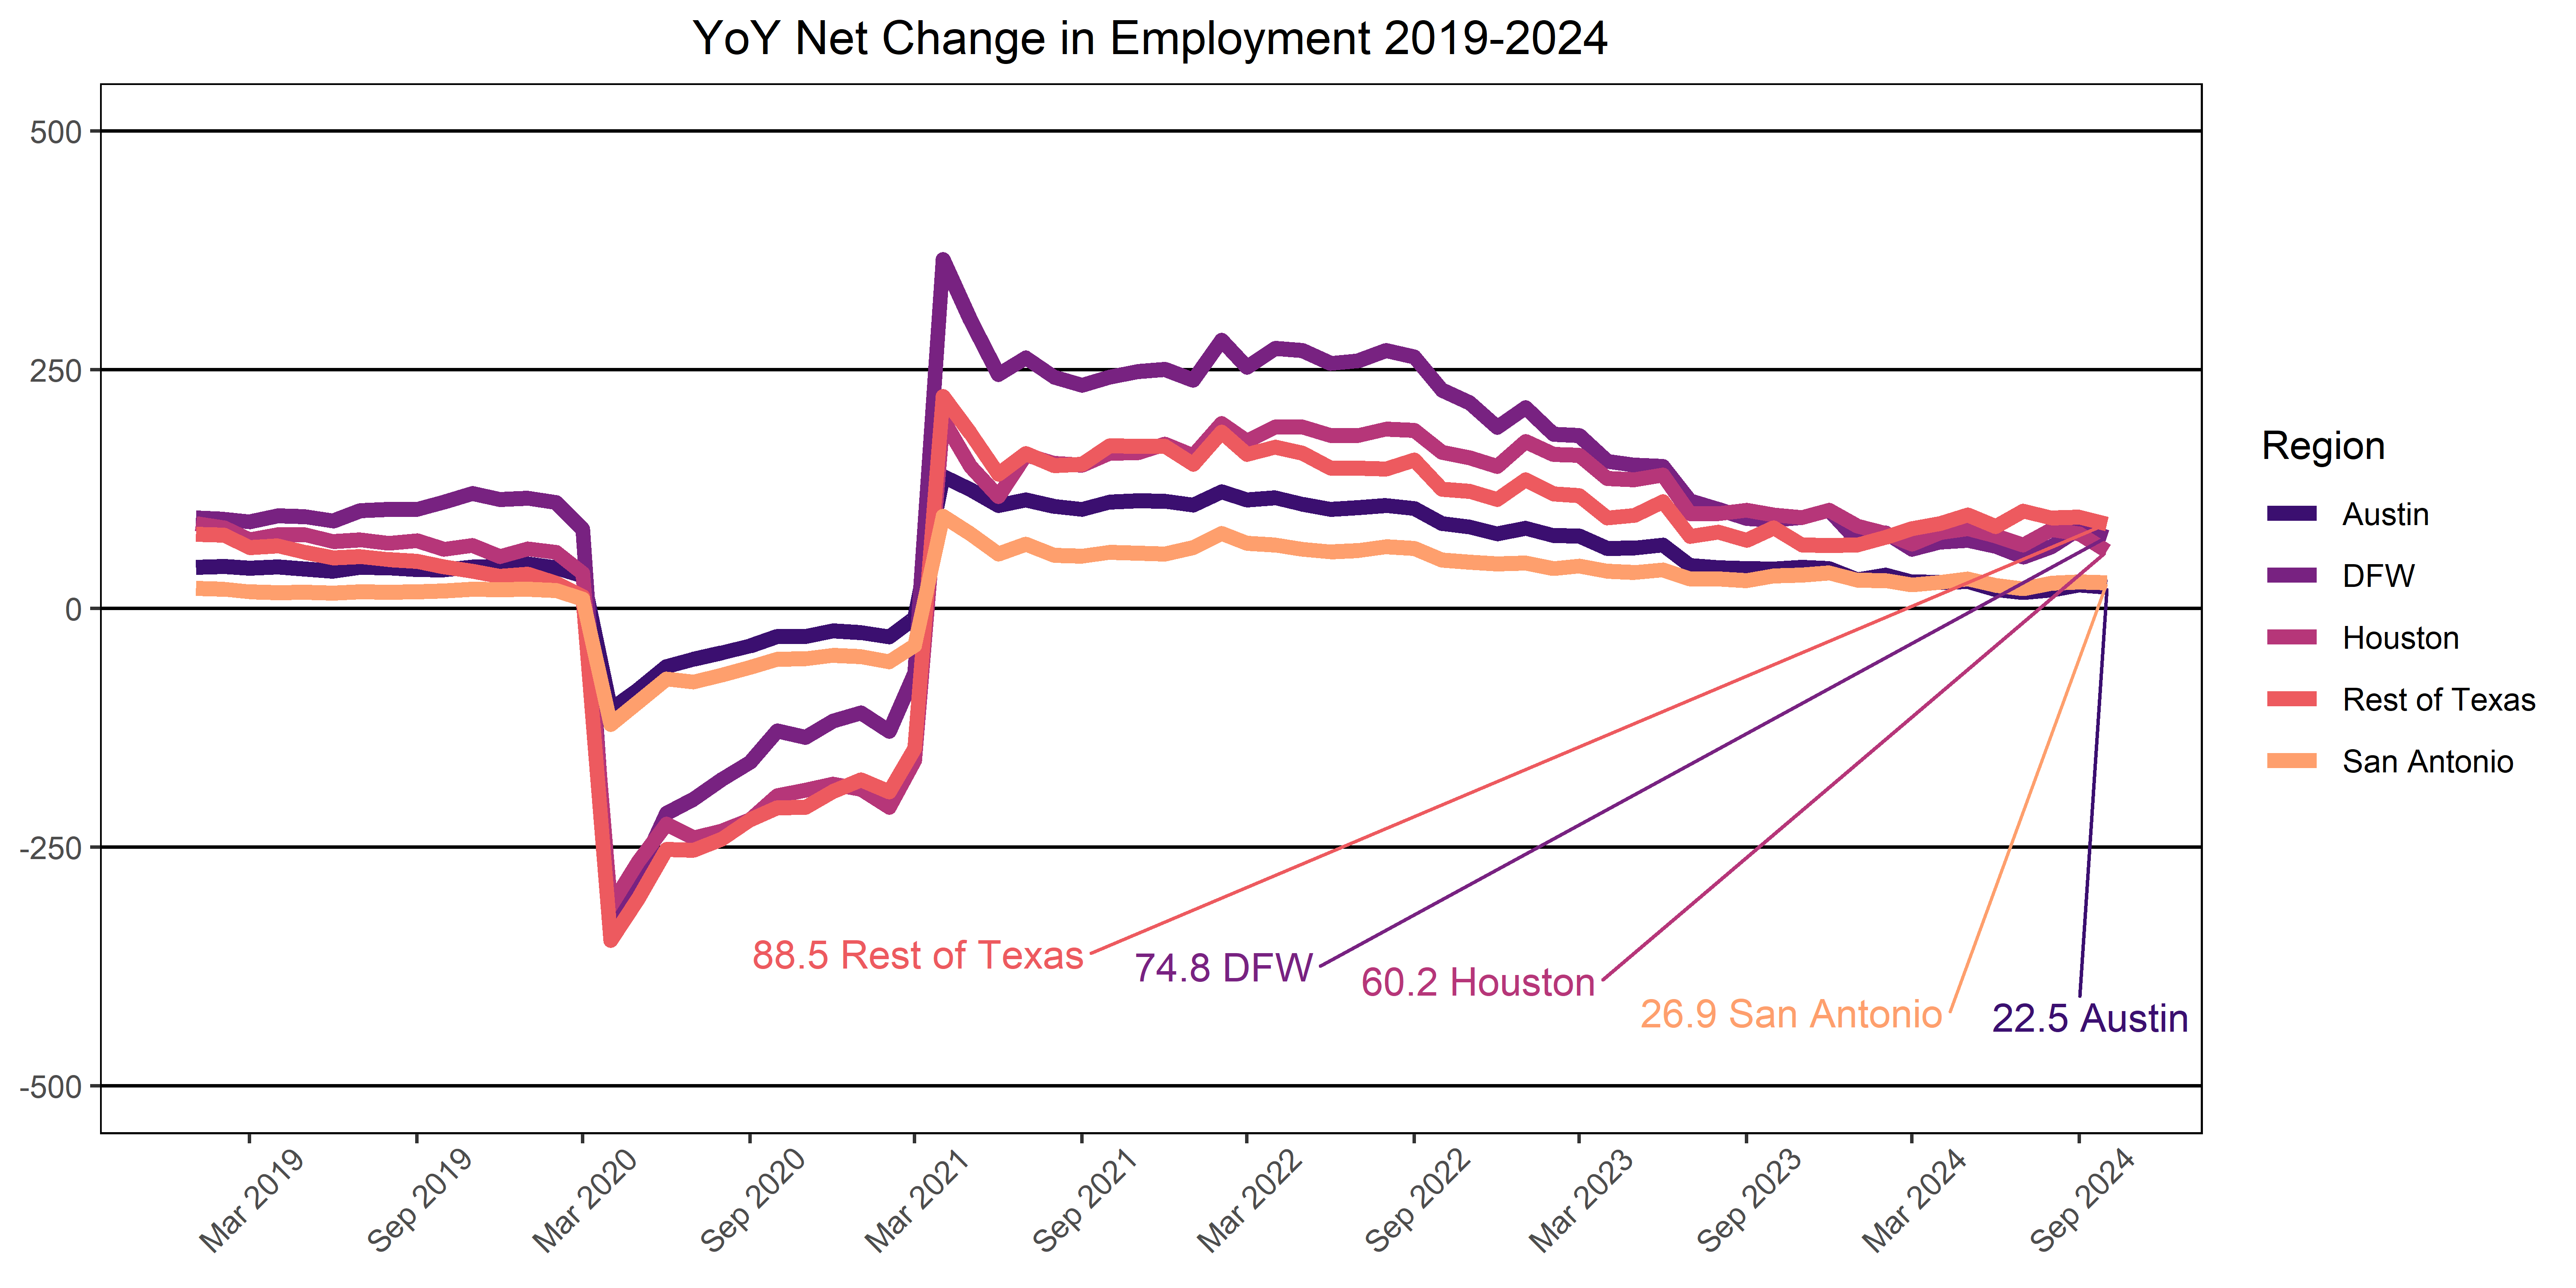 YoY Net Change in Employment 2019-2024
500
250
0
-250
-500
88.5 Rest of Texas
74.8 DFW
60.2 Houston
26.9 San Antonio
22.5 Austin
Mar 2019
Sep 2019
Mar 2020
Sep 2020
Mar 2021
Sep 2021
Mar 2022
Sep 2022
Mar 2023
Sep 2023
Mar 2024
Sep 2024
Region
Austin
DFW
Houston
Rest of Texas
San Antonio